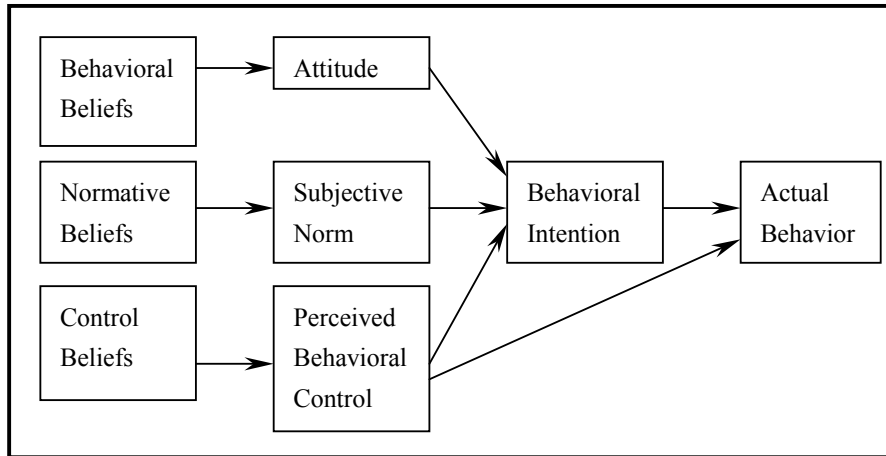 Behavioral
Beliefs
Attitude
Normative
Beliefs
Subjective
Norm
Behavioral
Intention
Actual
Behavior
Control
Beliefs
Perceived
Behavioral
Control